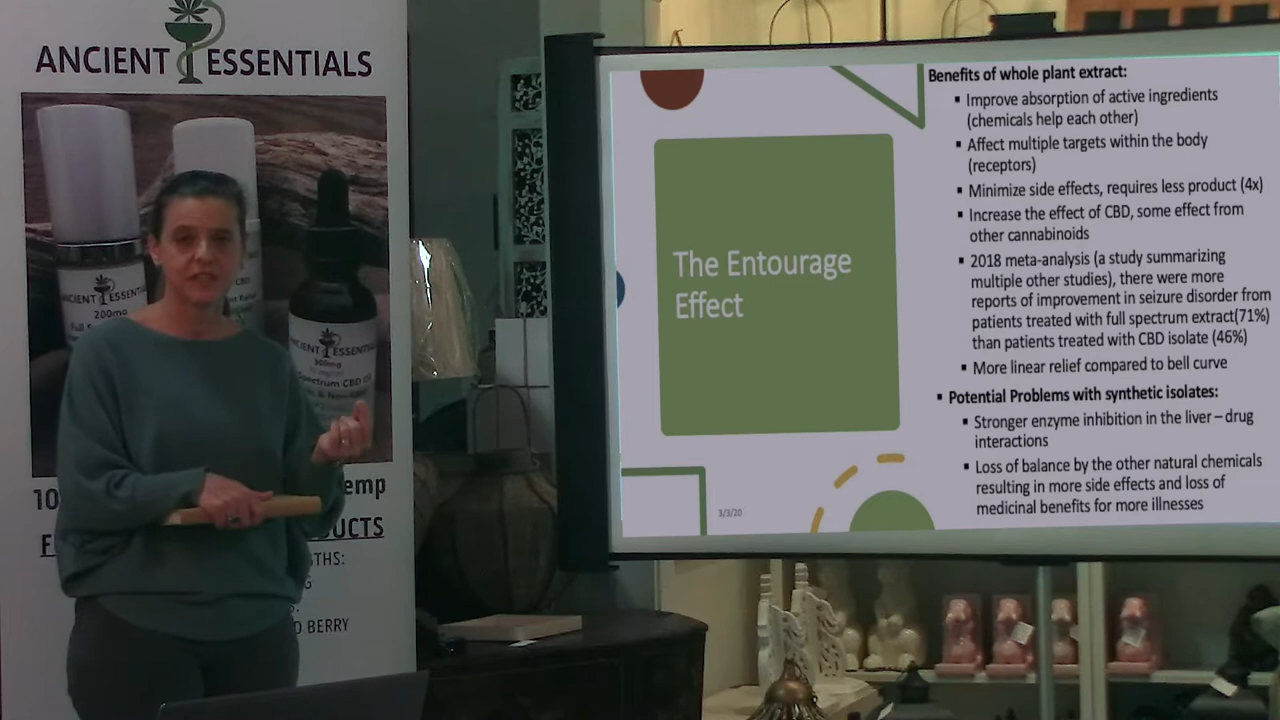 ANCIENT ESSENTIALS
ANCIENT ESSENTIALS
200mg
Full
CBD
ANCIENT ESSENTIALS
300mg
Spectrum CBD Oil
10
emp
F
UCTS
THS:
G
BERRY
The Entourage
Effect
3/3/20
Benefits of whole plant extract:
▪ Improve absorption of active ingredients
(chemicals help each other)
▪ Affect multiple targets within the body
(receptors)
▪ Minimize side effects, requires less product (4x)
▪ Increase the effect of CBD, some effect from
other cannabinoids
▪ 2018 meta-analysis (a study summarizing
multiple other studies), there were more
reports of improvement in seizure disorder from
patients treated with full spectrum extract(71%)
than patients treated with CBD isolate (46%)
▪ More linear relief compared to bell curve
▪ Potential Problems with synthetic isolates:
▪ Stronger enzyme inhibition in the liver – drug
interactions
▪ Loss of balance by the other natural chemicals
resulting in more side effects and loss of
medicinal benefits for more illnesses